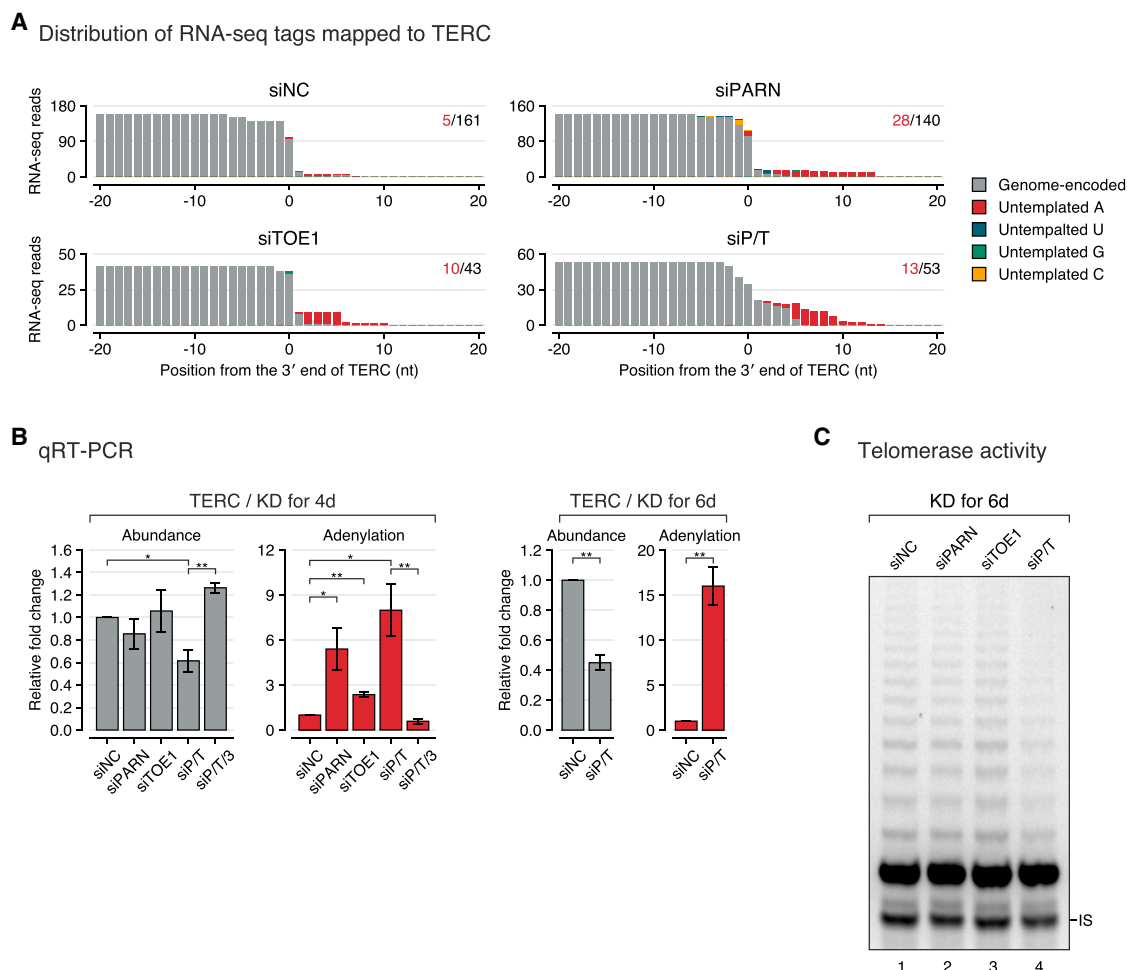 A Distribution of RNA-seq tags mapped to TERC
siNC
RNA-seq reads
180
90
0
5/161
-20 -10 0 10 20
siPARN
160
80
0
28/140
-20 -10 0 10 20
siTOE1
RNA-seq reads
50
25
0
10/43
-20 -10 0 10 20
Position from the 3′ end of TERC (nt)
siP/T
60
30
0
13/53
-20 -10 0 10 20
Position from the 3′ end of TERC (nt)
Genome-encoded
Untemplated A
Untempalted U
Untemplated G
Untemplated C
B qRT-PCR
TERC / KD for 4d
Abundance
Relative fold change
1.6
1.4
1.2
1.0
0.8
0.6
0.4
0.2
0.0
*
**
siNC siPARN siTOE1 siP/T siP/T/3
Adenylation
12
9
6
3
0
*
**
**
*
siNC siPARN siTOE1 siP/T siP/T/3
TERC / KD for 6d
Abundance
Relative fold change
1.2
1.0
0.8
0.6
0.4
0.2
0.0
**
siNC siP/T
Adenylation
20
15
10
5
0
**
siNC siP/T
C Telomerase activity
KD for 6d
siNC siPARN siTOE1 siP/T
IS
1 2 3 4